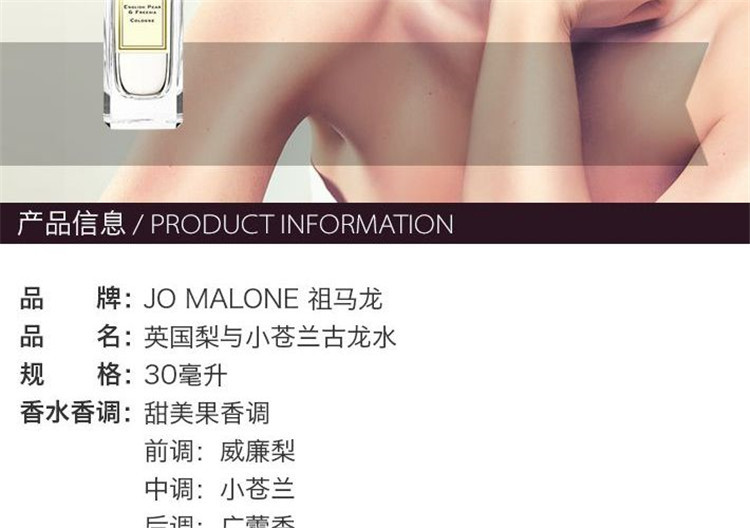 ENGLISH PEAR
& FREESIA
COLOGNE
产品信息 / PRODUCT INFORMATION
品 牌: JO MALONE 祖马龙
品 名: 英国梨与小苍兰古龙水
规 格: 30毫升
香水香调: 甜美果香调
前调: 威廉梨
中调: 小苍兰
后调: 广藿香